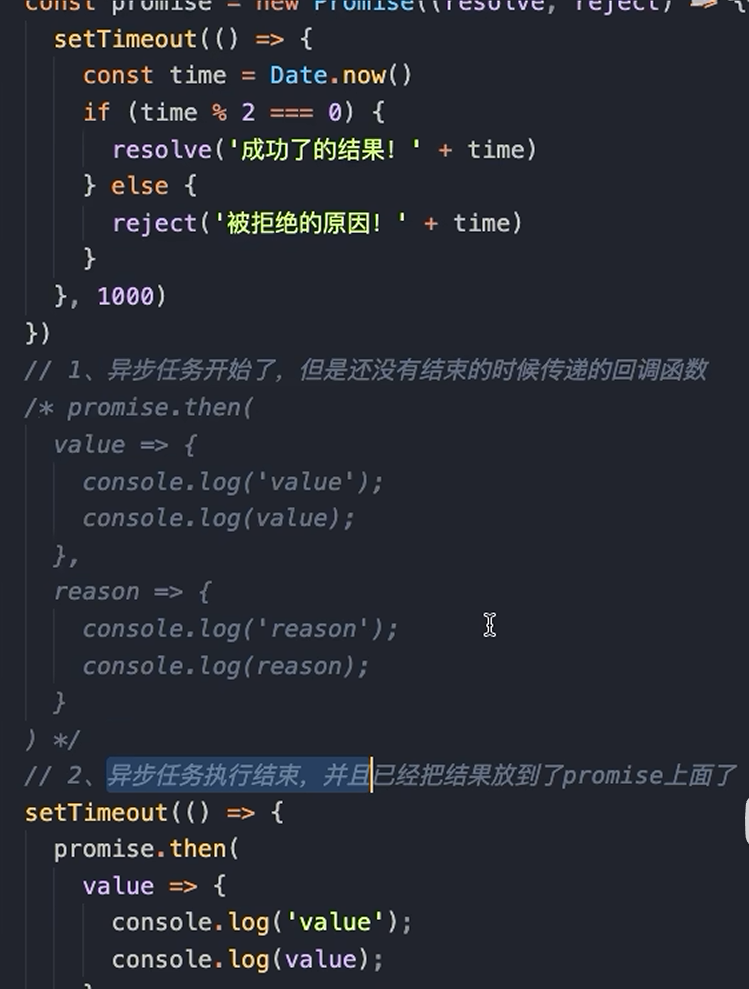 const promise = new Promise((resolve, reject) => {
setTimeout(() => {
const time = Date.now()
if (time % 2 === 0) {
resolve('成功了的结果! ' + time)
} else {
reject('被拒绝的原因! ' + time)
}
}, 1000)
})
// 1、异步任务开始了, 但是还没有结束的时候传递的回调函数
/* promise.then(
value => {
console.log('value');
console.log(value);
},
reason => {
console.log('reason');
console.log(reason);
}
) */
// 2、异步任务执行结束, 并且已经把结果放到了promise上面了
setTimeout(() => {
promise.then(
value => {
console.log('value');
console.log(value);
}